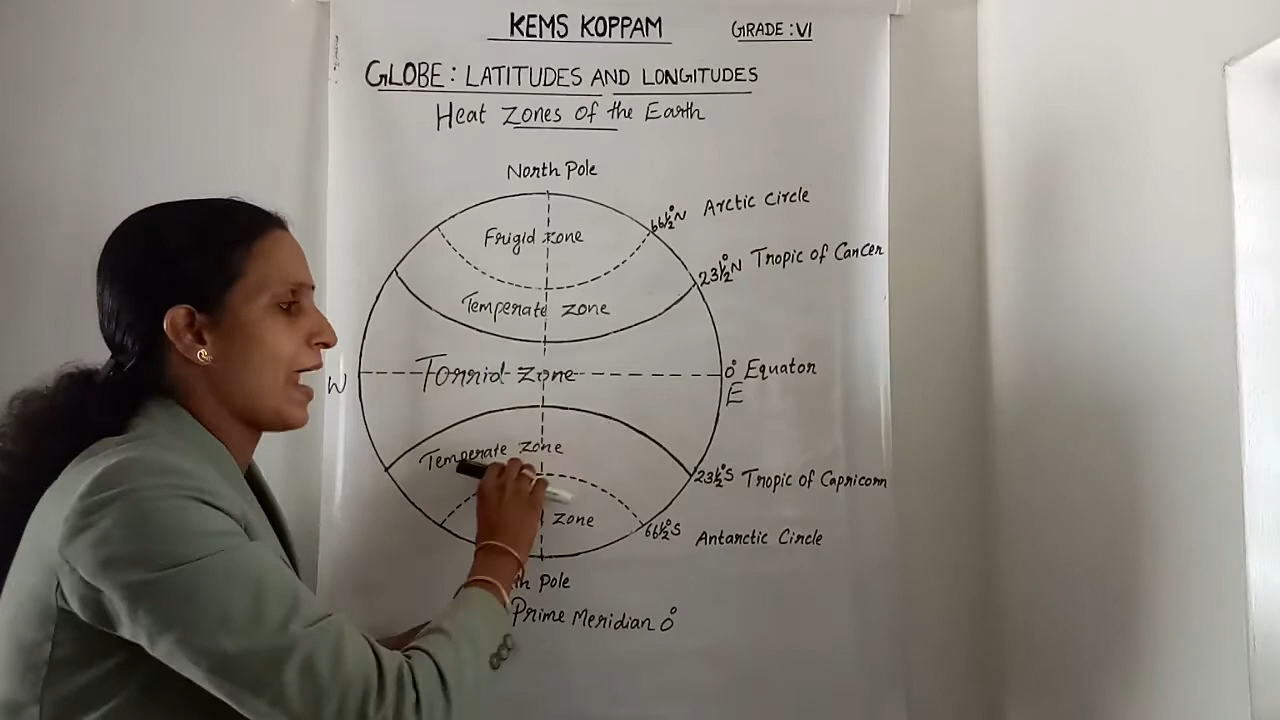 KEMS KOPPAM
GRADE : VI
GLOBE : LATITUDES AND LONGITUDES
Heat Zones of the Earth
North Pole
66½°N Arctic Circle
Frigid zone
23½°N Tropic of Cancer
Temperate zone
Torrid zone
0° Equator
W
E
Temperate zone
23½°S Tropic of Capricorn
zone
66½°S Antarctic Circle
Pole
Prime Meridian 0°